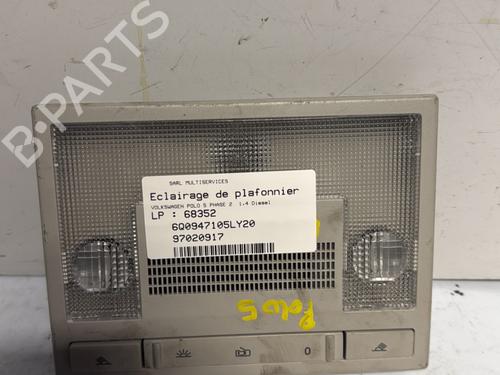 B-PARTS
SARL MULTISERVICES
Eclairage de plafonnier
VOLKSWAGEN POLO 5 PHASE 2 1.4 Diesel
LP : 68352
6Q0947105LY20
97020917
Polo 5
0